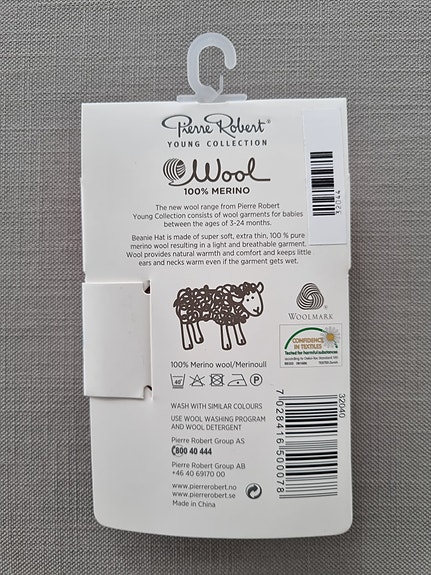 Pierre Robert®
YOUNG COLLECTION
Wool
100% MERINO
32044
The new wool range from Pierre Robert
Young Collection consists of wool garments for babies
between the ages of 3-24 months.
Beanie Hat is made of super soft, extra thin, 100 % pure
merino wool resulting in a light and breathable garment.
Wool provides natural warmth and comfort and keeps little
ears and necks warm even if the garment gets wet.
WOOLMARK
CONFIDENCE
IN TEXTILES
Tested for harmful substances
100% Merino wool/Merinoull
40°
P
WASH WITH SIMILAR COLOURS
USE WOOL WASHING PROGRAM
AND WOOL DETERGENT
Pierre Robert Group AS
800 40 444
Pierre Robert Group AB
+46 40 69170 00
www.pierrerobert.no
www.pierrerobert.se
Made in China
32040
7028416500078